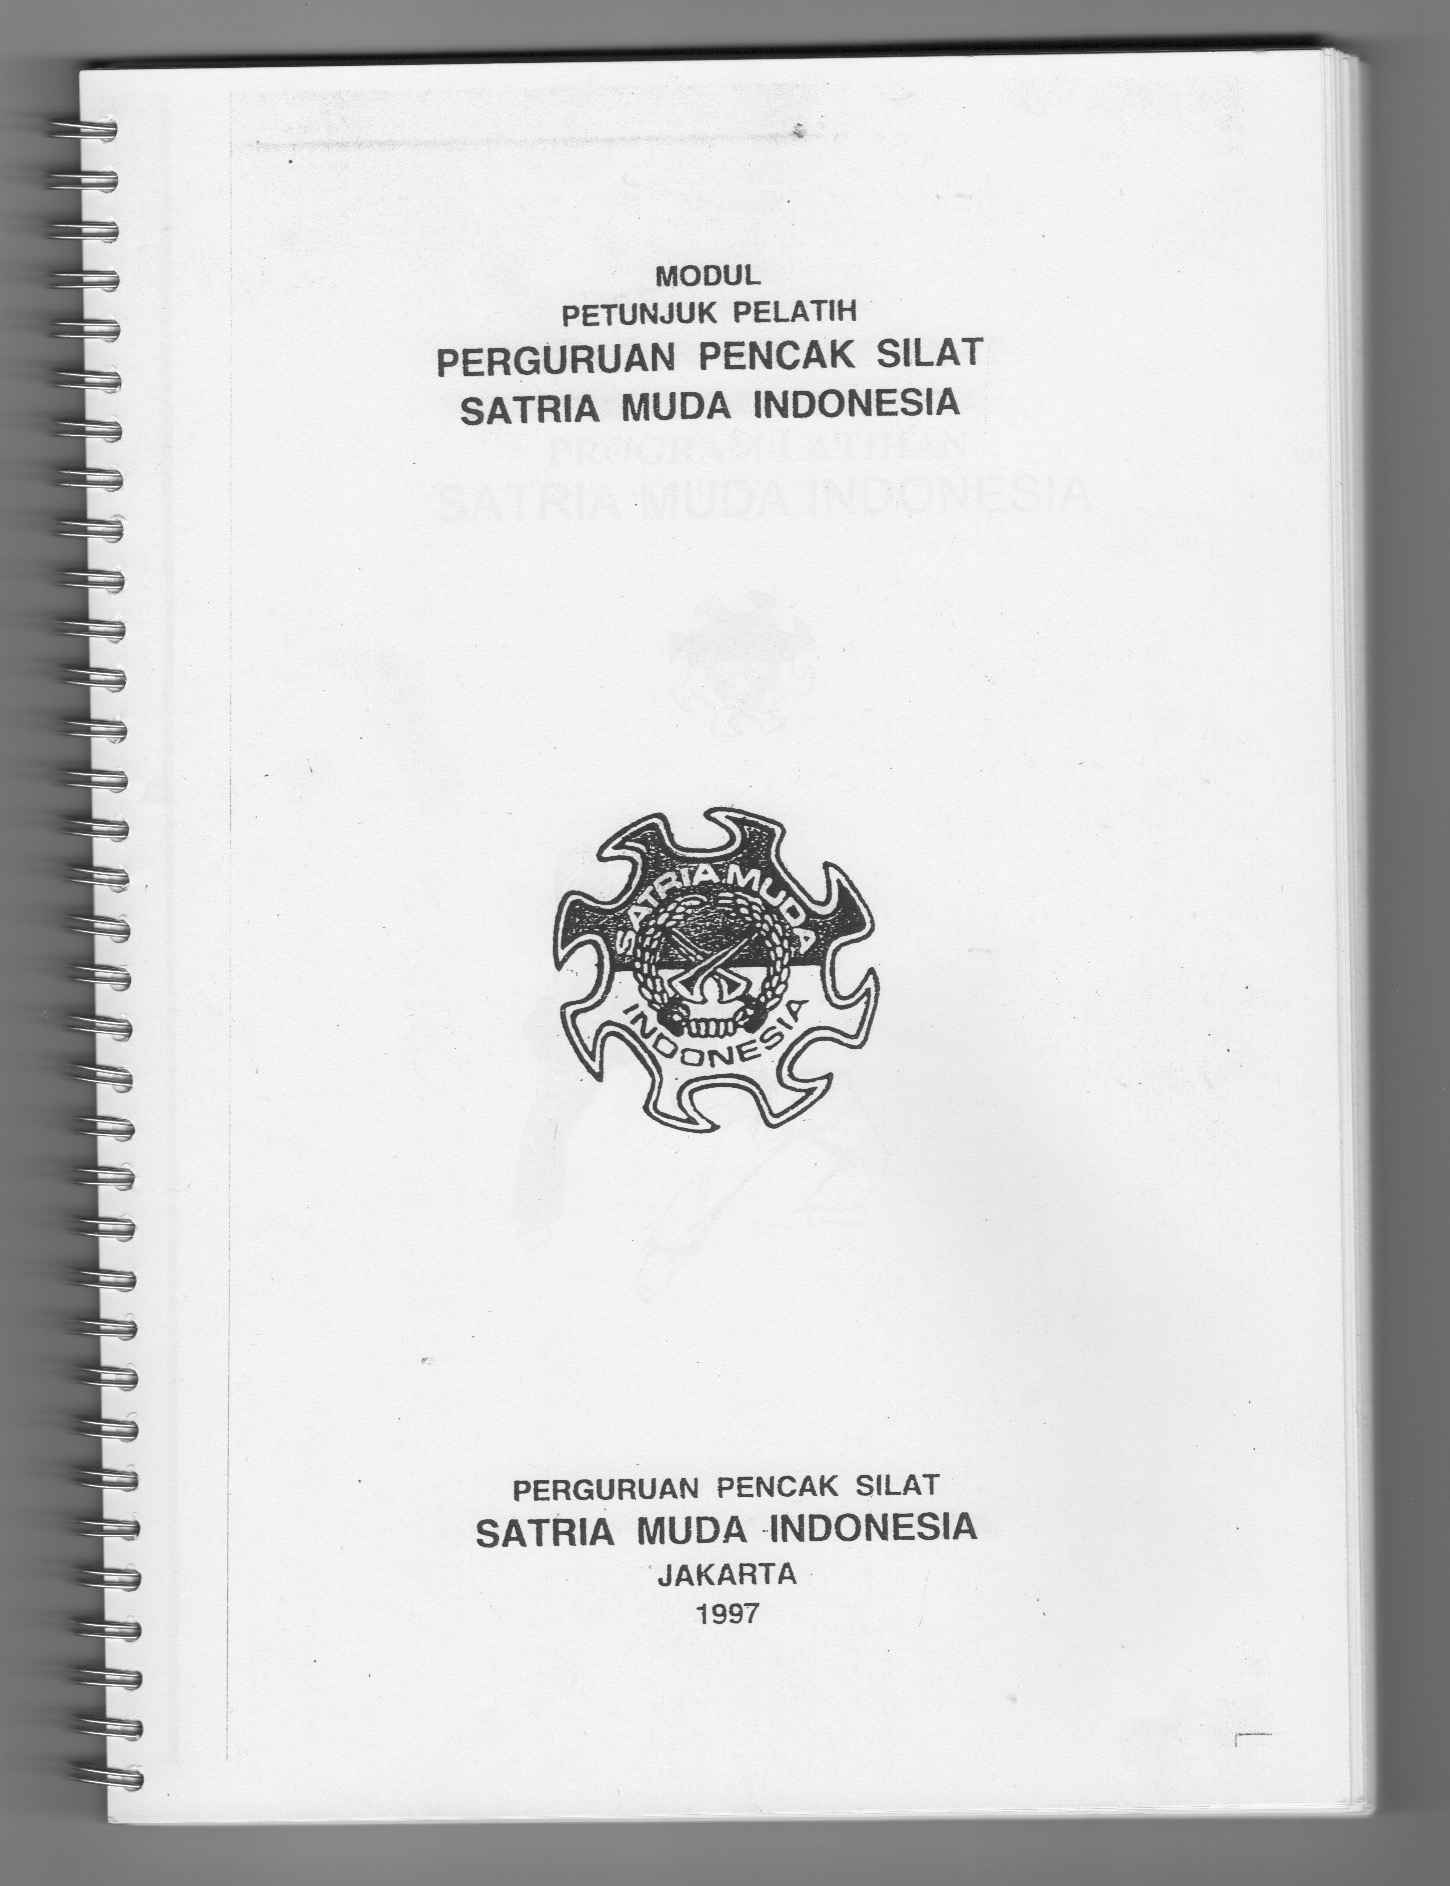 MODUL
PETUNJUK PELATIH
PERGURUAN PENCAK SILAT
SATRIA MUDA INDONESIA
PROGRAM LATIHAN
SATRIA MUDA INDONESIA
SATRIA MUDA
INDONESIA
PERGURUAN PENCAK SILAT
SATRIA MUDA INDONESIA
JAKARTA
1997